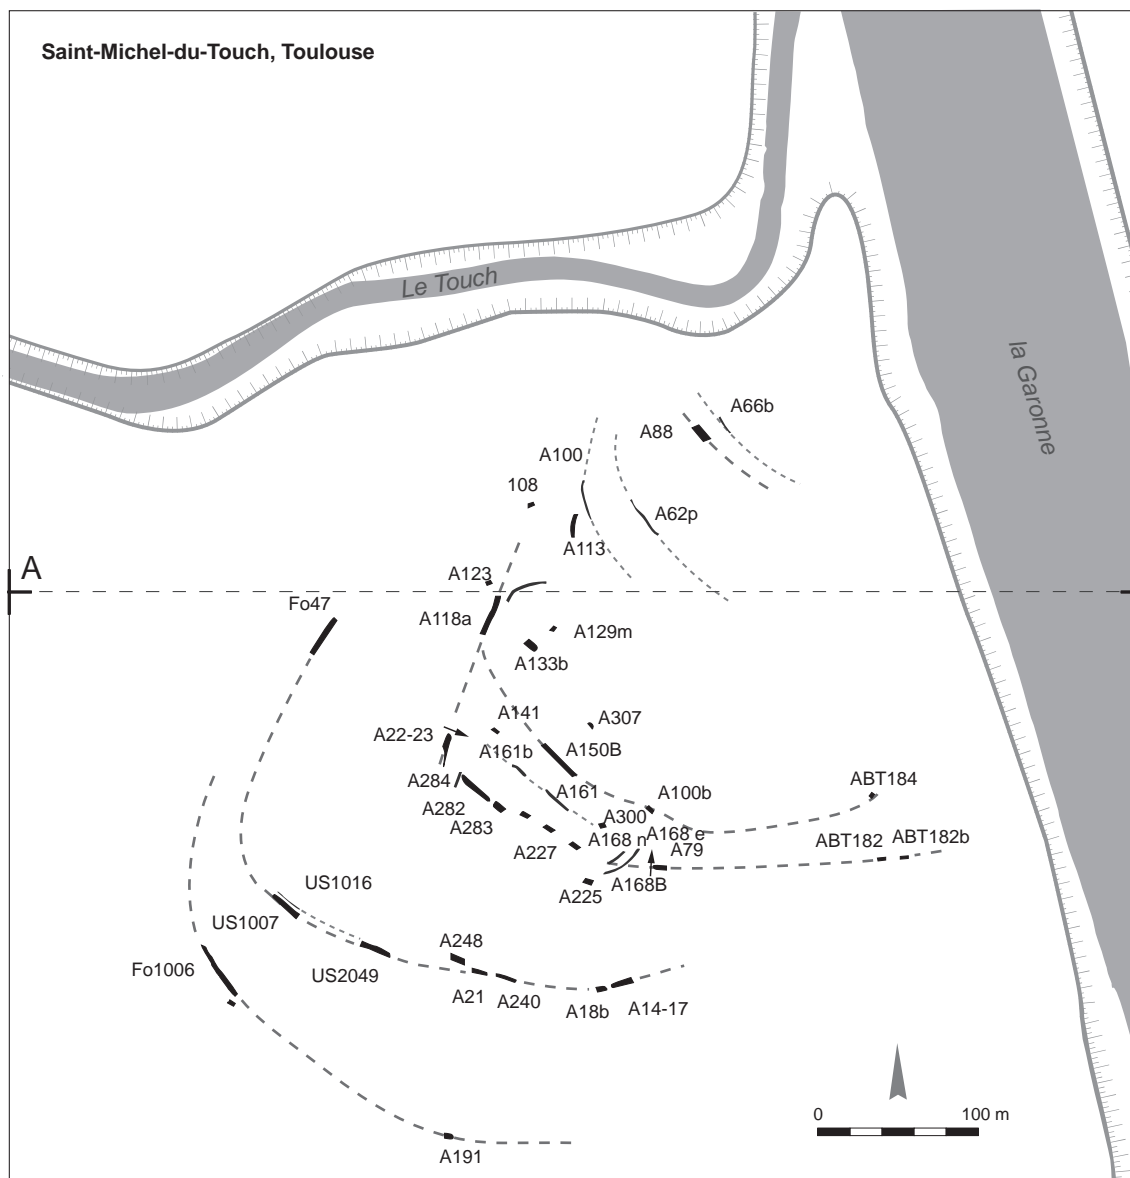 Saint-Michel-du-Touch, Toulouse
Le Touch
la Garonne
A66b
A88
A100
108
A62p
A113
A
A123
Fo47
A118a
A129m
A133b
A141
A307
A22-23
A161b
A150B
A284
A161
ABT184
A282
A100b
A283
A300
A168 n
A168 e
A227
A79
ABT182
ABT182b
A168B
A225
US1016
US1007
A248
Fo1006
US2049
A21
A240
A18b
A14-17
0
100 m
A191